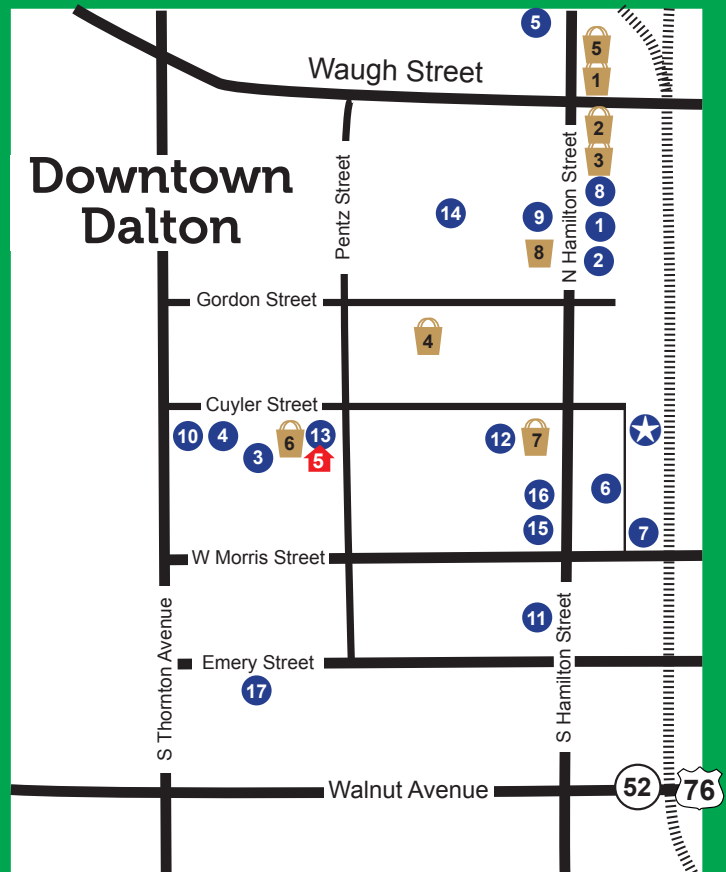 5
5
Waugh Street
1
2
3
Downtown
Dalton
Pentz Street
N Hamilton Street
8
14
9
1
8
2
Gordon Street
4
Cuyler Street
10
4
6
13
12
7
3
5
16
6
15
7
W Morris Street
11
S Thornton Avenue
S Hamilton Street
Emery Street
17
Walnut Avenue
52
76